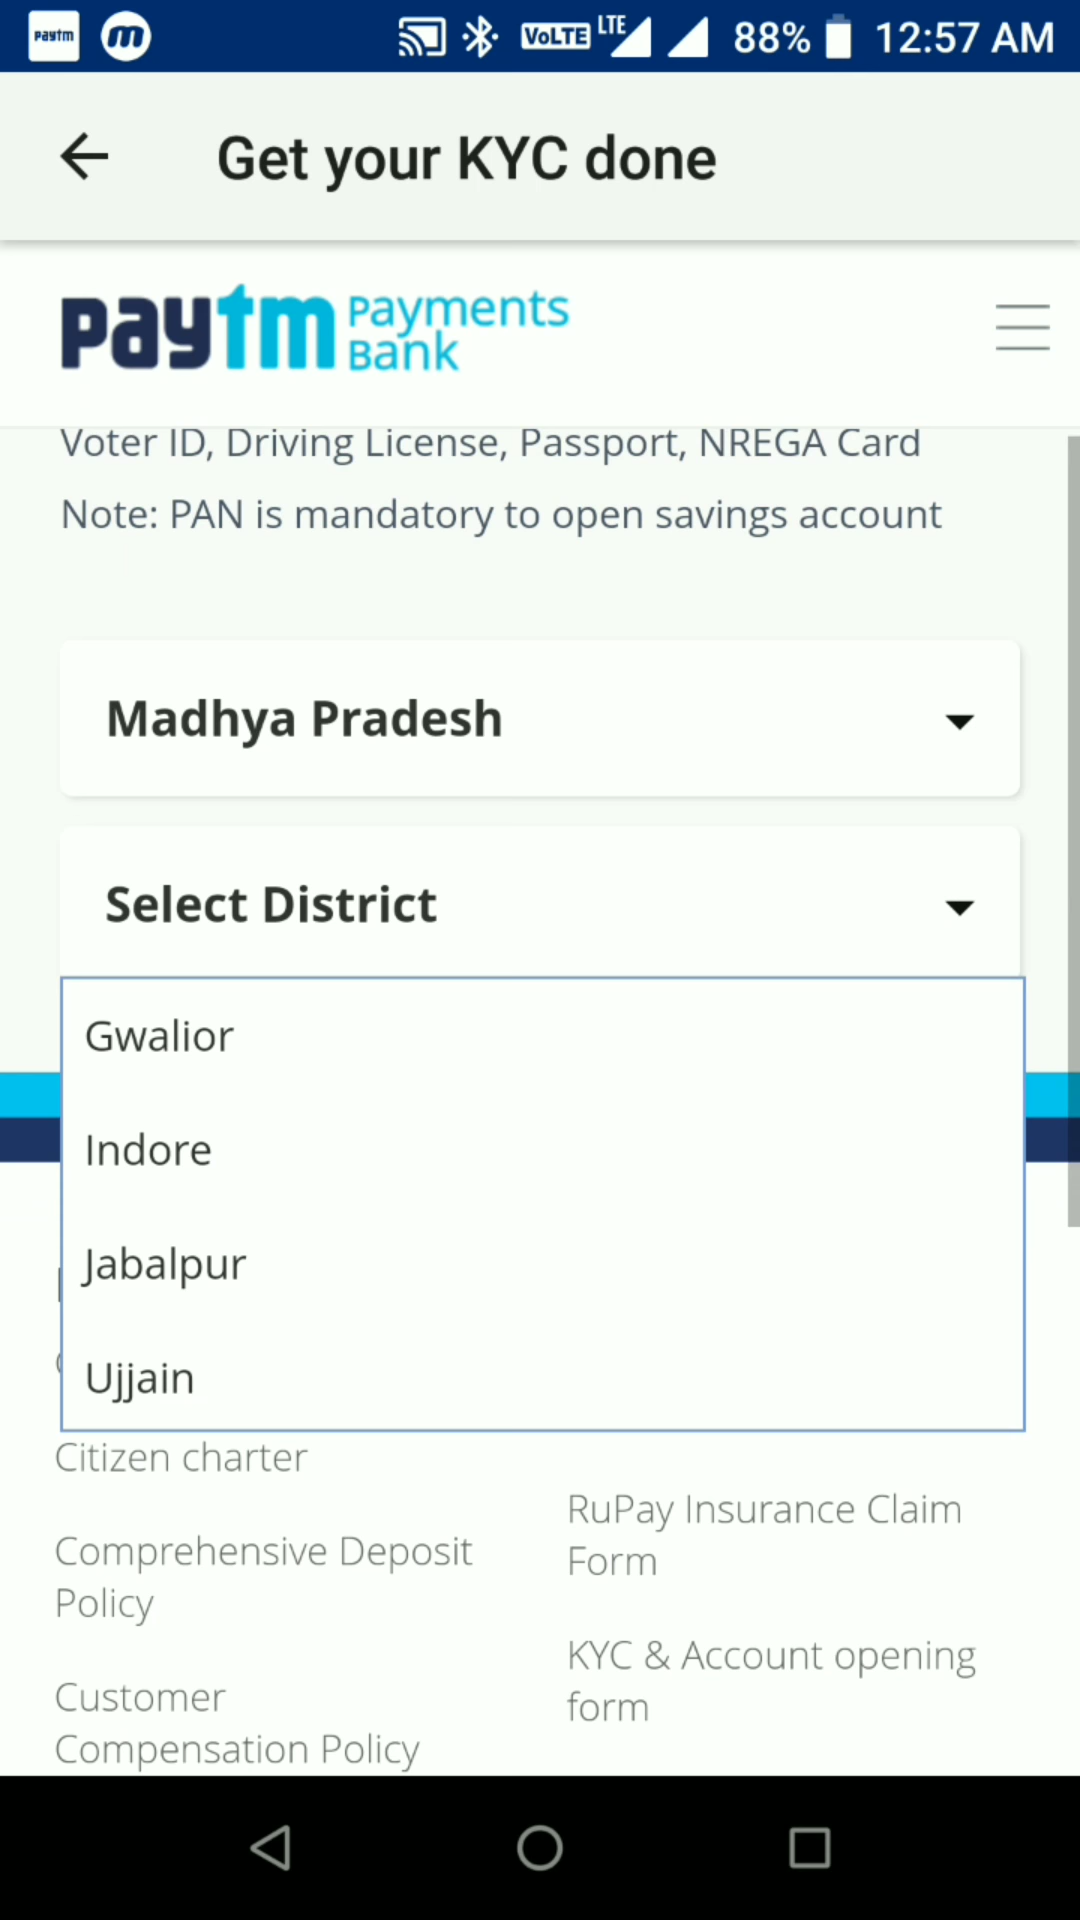 paytm m VoLTE LTE 88% 12:57 AM
Get your KYC done
paytm Payments
Bank
Voter ID, Driving License, Passport, NREGA Card
Note: PAN is mandatory to open savings account
Madhya Pradesh
Select District
Gwalior
Indore
Jabalpur
Ujjain
Citizen charter
Comprehensive Deposit
Policy
Customer
Compensation Policy
RuPay Insurance Claim
Form
KYC & Account opening
form